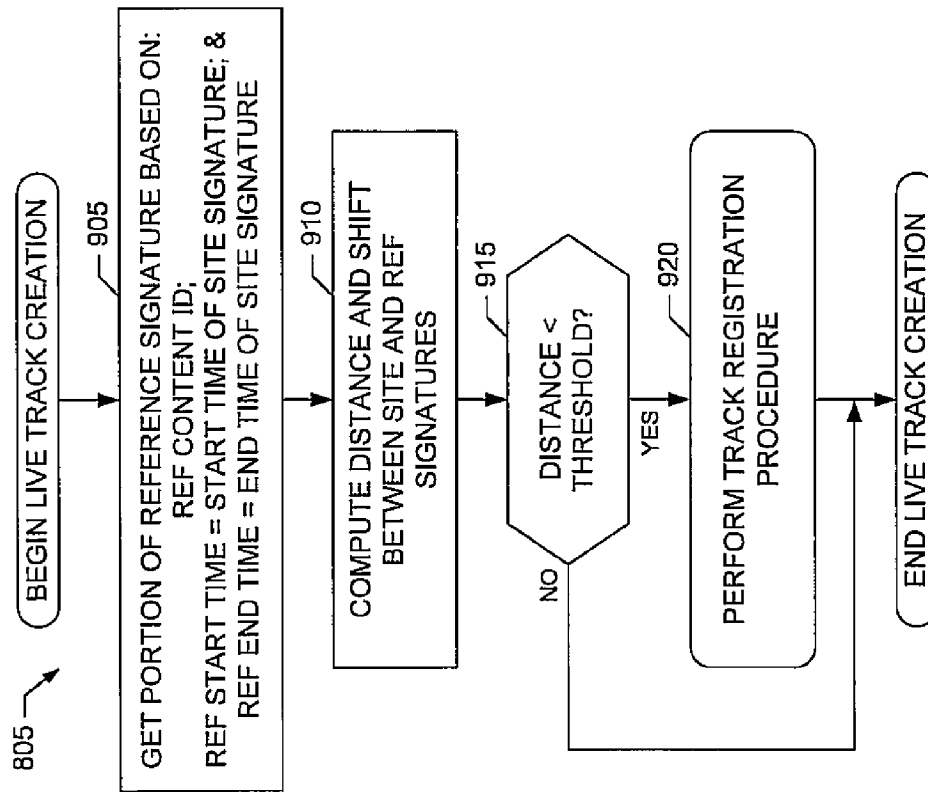 805
BEGIN LIVE TRACK CREATION
905
GET PORTION OF REFERENCE SIGNATURE BASED ON:
REF CONTENT ID;
REF START TIME = START TIME OF SITE SIGNATURE; &
REF END TIME = END TIME OF SITE SIGNATURE
910
COMPUTE DISTANCE AND SHIFT
BETWEEN SITE AND REF
SIGNATURES
915
DISTANCE <
THRESHOLD?
NO
YES
920
PERFORM TRACK REGISTRATION
PROCEDURE
END LIVE TRACK CREATION